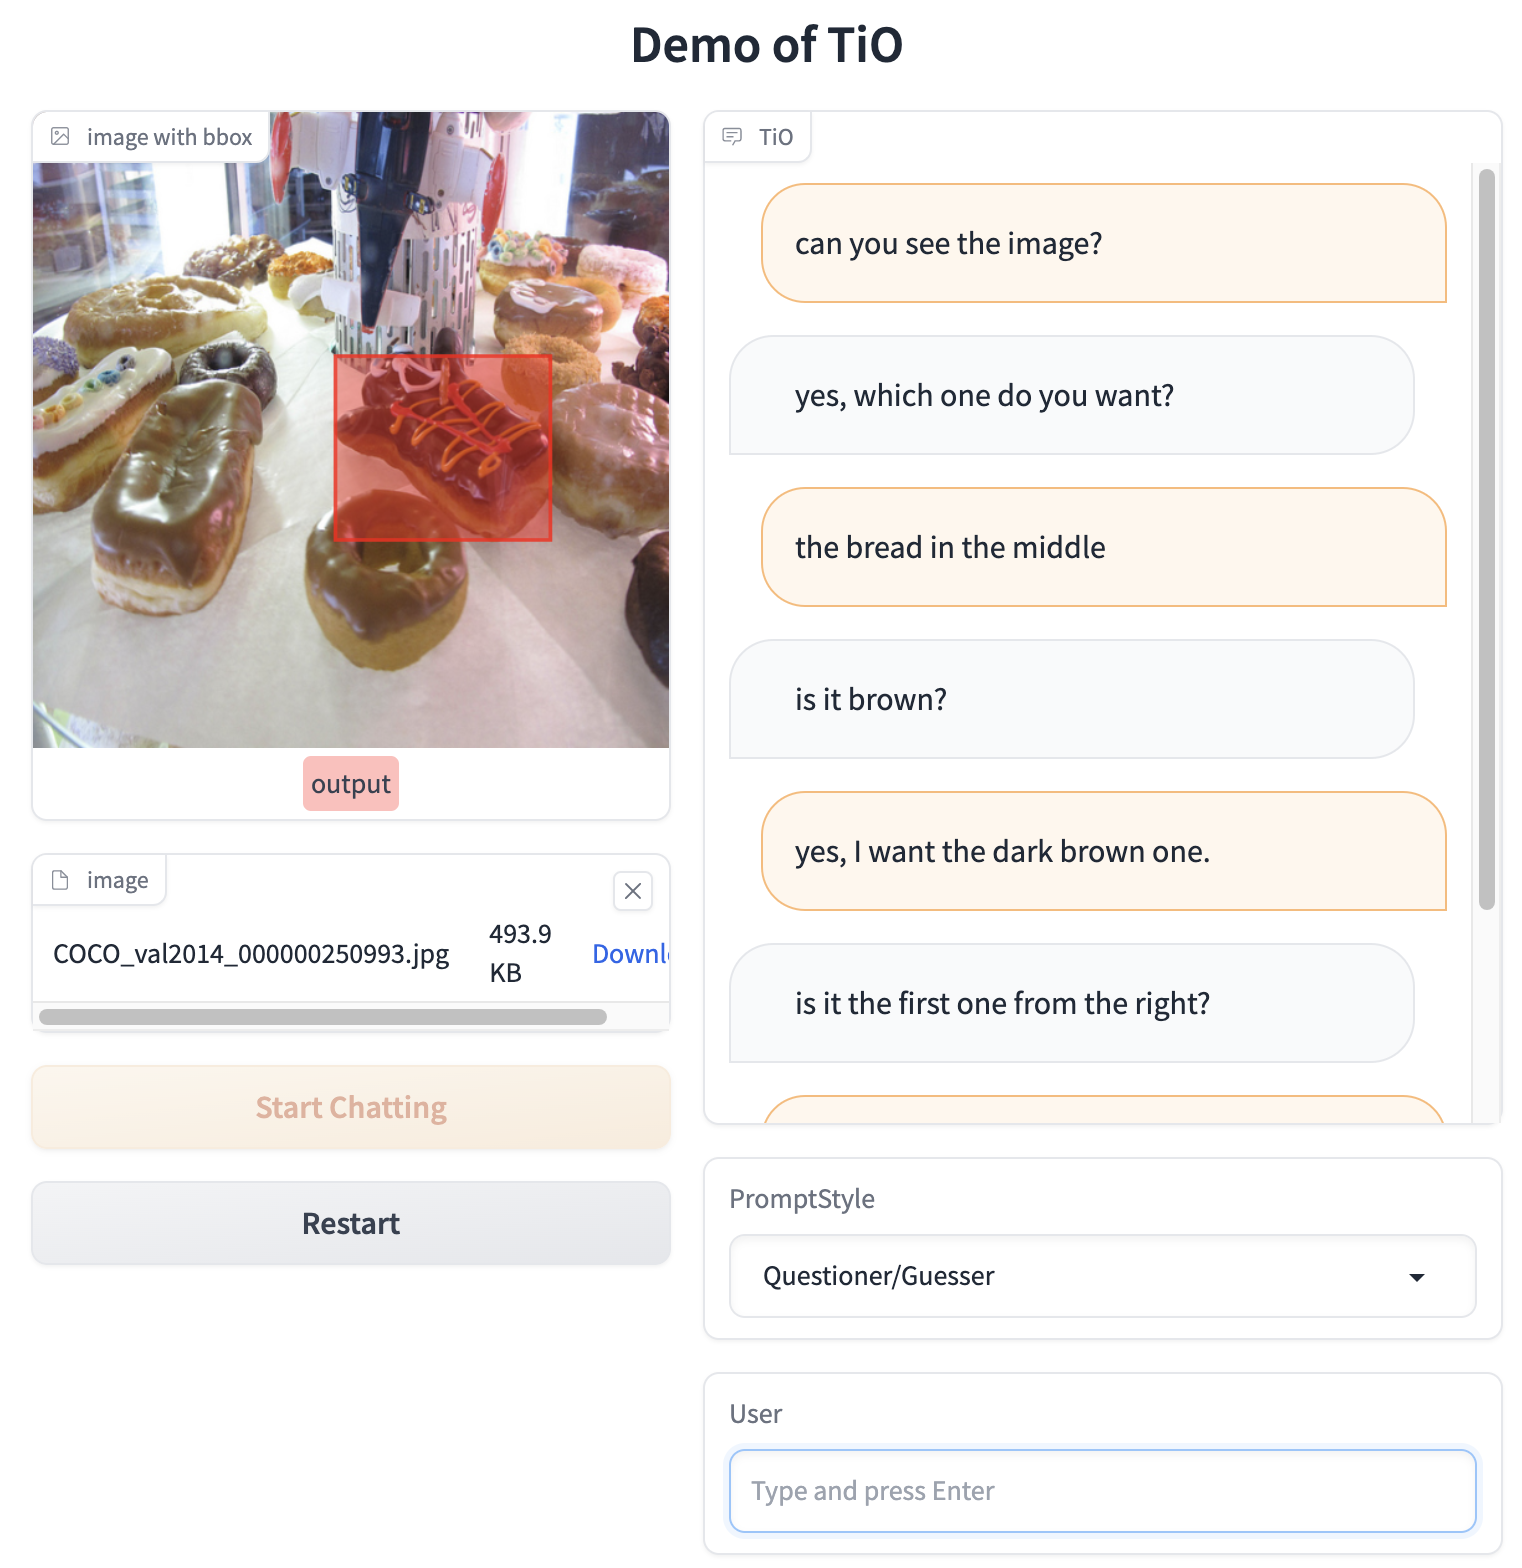 Demo of TiO
image with bbox
output
image
COCO_val2014_000000250993.jpg
493.9
KB
Downl
Start Chatting
Restart
TiO
can you see the image?
yes, which one do you want?
the bread in the middle
is it brown?
yes, I want the dark brown one.
is it the first one from the right?
PromptStyle
Questioner/Guesser
User
Type and press Enter